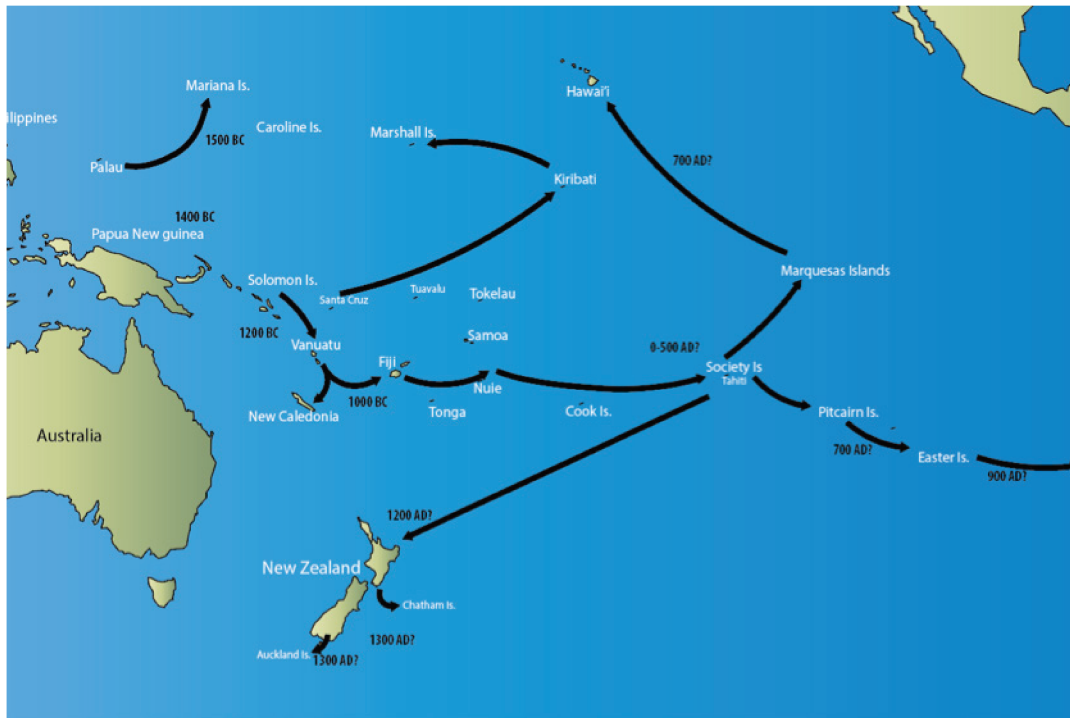 Mariana Is.
Hawai'i
ilippines
Caroline Is.
Marshall Is.
1500 BC
Palau
700 AD?
Kiribati
1400 BC
Papua New guinea
Marquesas Islands
Solomon Is.
Santa Cruz
Tuavalu
Tokelau
1200 BC
Samoa
Vanuatu
0-500 AD?
Fiji
Society Is
Tahiti
Nuie
1000 BC
New Caledonia
Tonga
Cook Is.
Pitcairn Is.
Australia
700 AD?
Easter Is.
900 AD?
1200 AD?
New Zealand
Chatham Is.
1300 AD?
Auckland Is.
1300 AD?